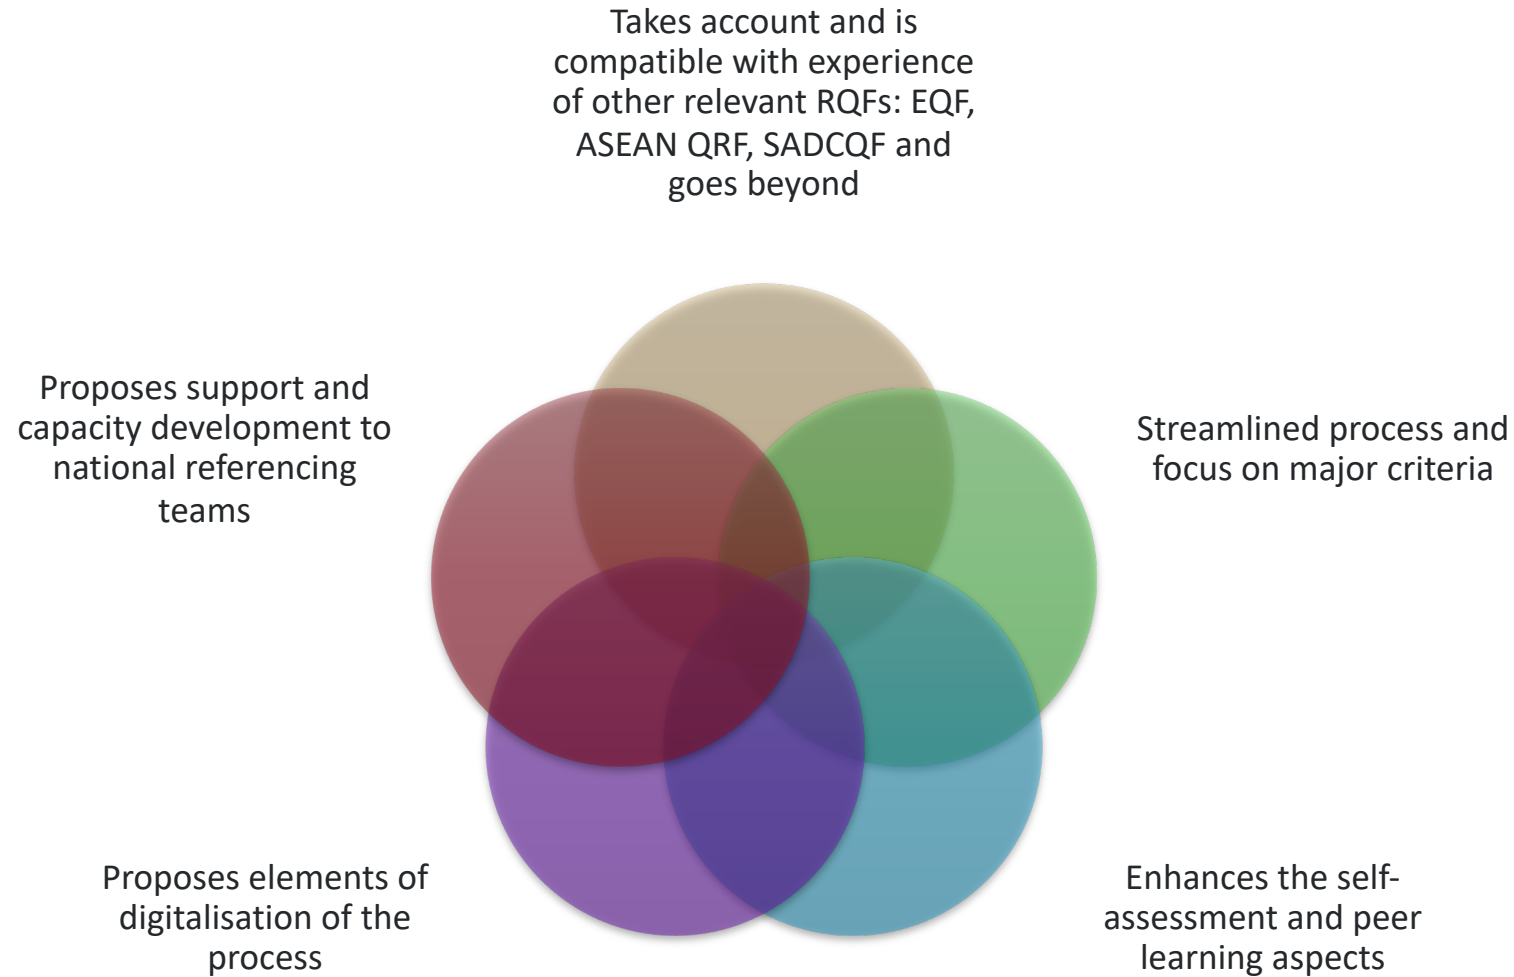 Takes account and is
compatible with experience
of other relevant RQFs: EQF,
ASEAN QRF, SADCQF and
goes beyond
Streamlined process and
focus on major criteria
Enhances the self-
assessment and peer
learning aspects
Proposes elements of
digitalisation of the
process
Proposes support and
capacity development to
national referencing
teams